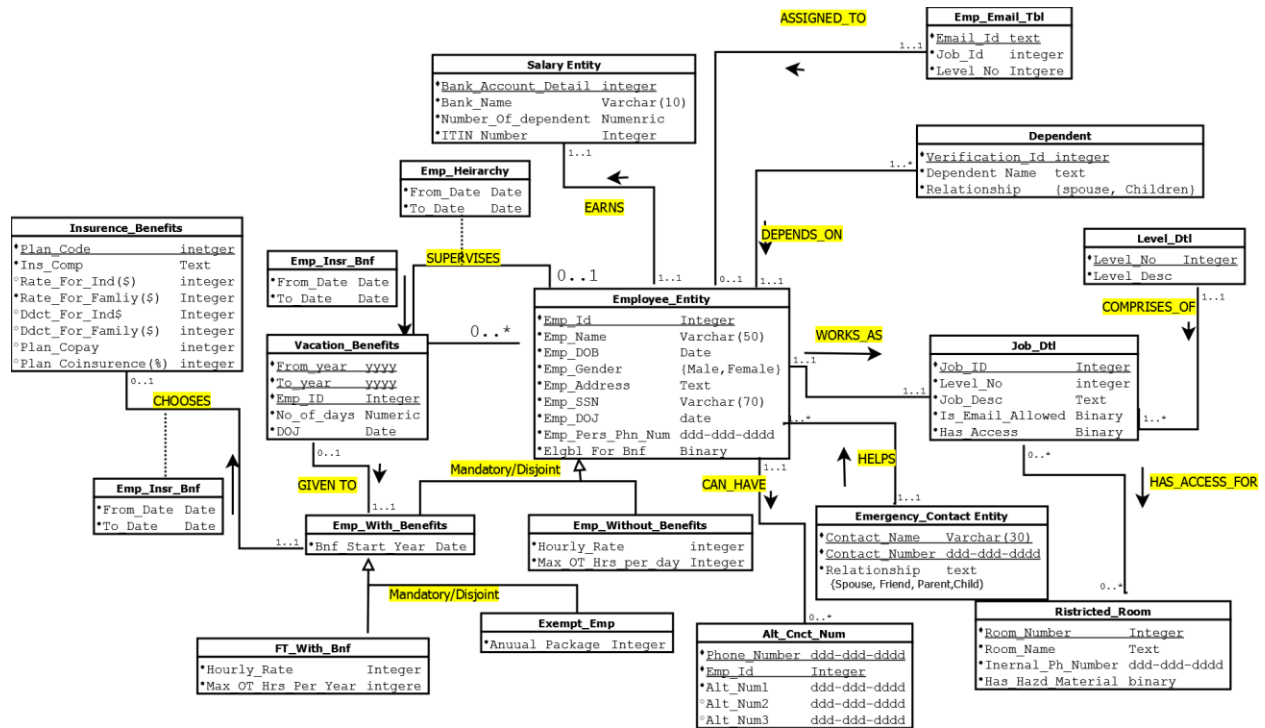 ASSIGNED_TO
Emp_Email_Tbl
Email_Id text
Job_Id integer
Level_No Intgere
1..1
0..1
Salary Entity
Bank_Account_Detail integer
Bank_Name Varchar(10)
Number_Of_dependent Numenric
ITIN_Number Integer
1..1
EARNS
1..1
Dependent
Verification_Id integer
Dependent Name text
Relationship {spouse, Children}
1..*
DEPENDS_ON
1..1
Emp_Heirarchy
From_Date Date
To_Date Date
SUPERVISES
0..1
0..*
Insurence_Benefits
Plan_Code inetger
Ins_Comp Text
Rate_For_Ind($) integer
Rate_For_Famliy($) integer
Ddct_For_Ind$ Integer
Ddct_For_Family($) integer
Plan_Copay inetger
Plan_Coinsurence(%) integer
0..1
CHOOSES
1..1
Emp_Insr_Bnf
From_Date Date
To_Date Date
Vacation_Benefits
From_year yyyy
To_year yyyy
Emp_ID Integer
No_of_days Numeric
DOJ Date
0..1
GIVEN TO
1..1
Employee_Entity
Emp_Id Integer
Emp_Name Varchar(50)
Emp_DOB Date
Emp_Gender {Male,Female}
Emp_Address Text
Emp_SSN Varchar(70)
Emp_DOJ date
Emp_Pers_Phn_Num ddd-ddd-dddd
Elgbl_For_Bnf Binary
WORKS_AS
1..1
1..1
Level_Dtl
Level_No Integer
Level_Desc
1..1
COMPRISES_OF
1..*
Job_Dtl
Job_ID Integer
Level_No integer
Job_Desc Text
Is_Email_Allowed Binary
Has_Access Binary
0..*
HAS_ACCESS_FOR
0..*
Mandatory/Disjoint
1..1
CAN_HAVE
0..*
1..*
HELPS
1..1
Emp_Insr_Bnf
From_Date Date
To_Date Date
Emp_With_Benefits
Bnf_Start_Year Date
Emp_Without_Benefits
Hourly_Rate integer
Max_OT_Hrs_per_day Integer
Emergency_Contact Entity
Contact_Name Varchar(30)
Contact_Number ddd-ddd-dddd
Relationship text
{Spouse, Friend, Parent,Child)
Mandatory/Disjoint
Exempt_Emp
Anuual_Package Integer
FT_With_Bnf
Hourly_Rate Integer
Max OT Hrs Per Year intgere
Alt_Cnct_Num
Phone_Number ddd-ddd-dddd
Emp_Id Integer
Alt_Num1 ddd-ddd-dddd
Alt_Num2 ddd-ddd-dddd
Alt_Num3 ddd-ddd-dddd
Ristricted_Room
Room_Number Integer
Room_Name Text
Inernal_Ph_Number ddd-ddd-dddd
Has_Hazd_Material binary